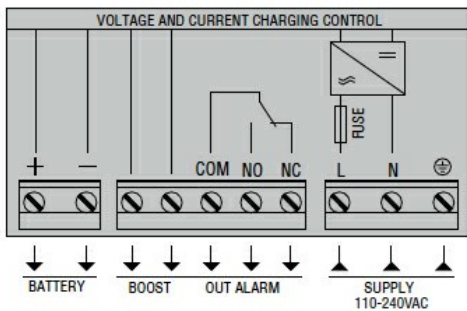 VOLTAGE AND CURRENT CHARGING CONTROL
FUSE
+ − COM NO NC L N
BATTERY BOOST OUT ALARM SUPPLY
110-240VAC